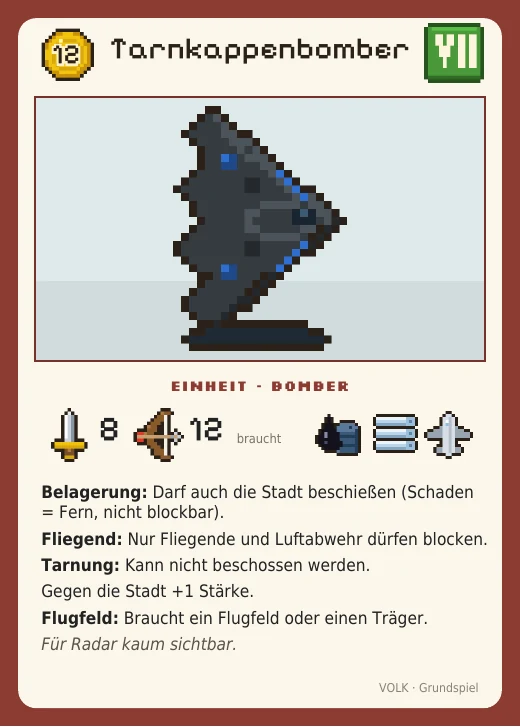 12 Tarnkappenbomber VII
EINHEIT - BOMBER
8 12 braucht
Belagerung: Darf auch die Stadt beschießen (Schaden
= Fern, nicht blockbar).
Fliegend: Nur Fliegende und Luftabwehr dürfen blocken.
Tarnung: Kann nicht beschossen werden.
Gegen die Stadt +1 Stärke.
Flugfeld: Braucht ein Flugfeld oder einen Träger.
Für Radar kaum sichtbar.
VOLK · Grundspiel